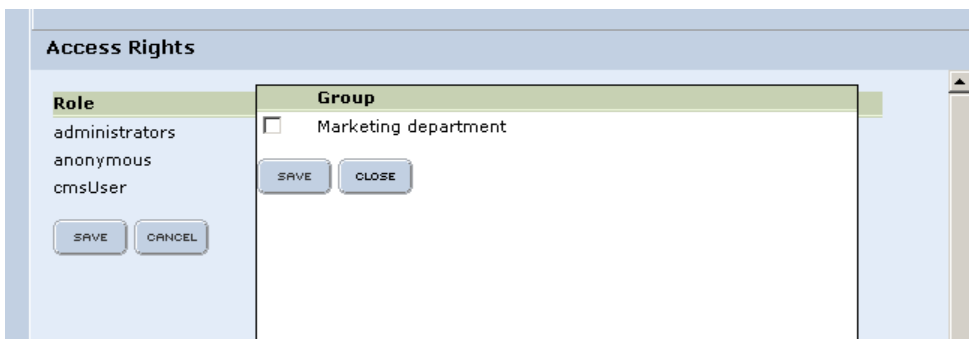 Access Rights
Role
administrators
anonymous
cmsUser
SAVE CANCEL
Group
Marketing department
SAVE CLOSE